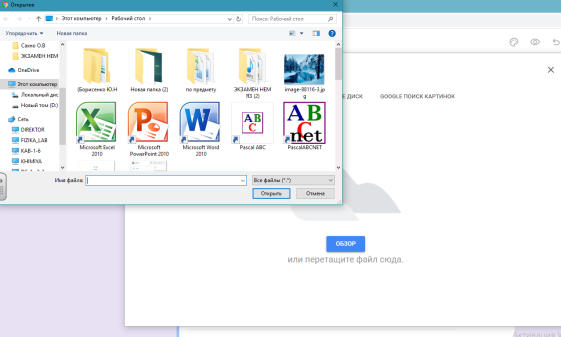 Открытие
Этот компьютер
Рабочий стол
Поиск: Рабочий стол
Упорядочить
Новая папка
Сахно О.В
ЭКЗАМЕН НЕМ
OneDrive
Этот компьютер
Локальный дис
Новый том (D:)
Сеть
DIREKTOR
FIZIKA_LAB
KAB-1-6
KHIMIYA
(Борисенко Ю.Н
Новая папка (2)
по предмету
ЭКЗАМЕН НЕМ
ЯЗ (2)
image-88116-3.jp
g
Microsoft Excel
2010
Microsoft
PowerPoint 2010
Microsoft Word
2010
Pascal ABC
PascalABCNET
Имя файла:
Все файлы (*.*)
Открыть
Отмена
ДИСК
GOOGLE ПОИСК КАРТИНОК
ОБЗОР
или перетащите файл сюда.
Активация